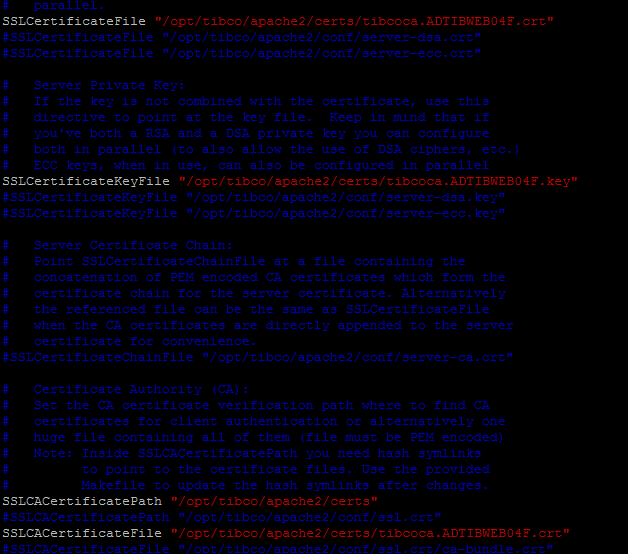 #   parallel.
SSLCertificateFile "/opt/tibco/apache2/certs/tibcoca.ADTIBWEB04F.crt"
#SSLCertificateFile "/opt/tibco/apache2/conf/server-dsa.crt"
#SSLCertificateFile "/opt/tibco/apache2/conf/server-ecc.crt"
#   Server Private Key:
#   If the key is not combined with the certificate, use this
#   directive to point at the key file.  Keep in mind that if
#   you've both a RSA and a DSA private key you can configure
#   both in parallel (to also allow the use of DSA ciphers, etc.)
#   ECC keys, when in use, can also be configured in parallel
SSLCertificateKeyFile "/opt/tibco/apache2/certs/tibcoca.ADTIBWEB04F.key"
#SSLCertificateKeyFile "/opt/tibco/apache2/conf/server-dsa.key"
#SSLCertificateKeyFile "/opt/tibco/apache2/conf/server-ecc.key"
#   Server Certificate Chain:
#   Point SSLCertificateChainFile at a file containing the
#   concatenation of PEM encoded CA certificates which form the
#   certificate chain for the server certificate. Alternatively
#   the referenced file can be the same as SSLCertificateFile
#   when the CA certificates are directly appended to the server
#   certificate for convenience.
#SSLCertificateChainFile "/opt/tibco/apache2/conf/server-ca.crt"
#   Certificate Authority (CA):
#   Set the CA certificate verification path where to find CA
#   certificates for client authentication or alternatively one
#   huge file containing all of them (file must be PEM encoded)
#   Note: Inside SSLCACertificatePath you need hash symlinks
#         to point to the certificate files. Use the provided
#         Makefile to update the hash symlinks after changes.
SSLCACertificatePath "/opt/tibco/apache2/certs"
#SSLCACertificatePath "/opt/tibco/apache2/conf/ssl.crt"
SSLCACertificateFile "/opt/tibco/apache2/certs/tibcoca.ADTIBWEB04F.crt"
#SSLCACertificateFile "/opt/tibco/apache2/conf/ssl.crt/ca-bundle.crt"